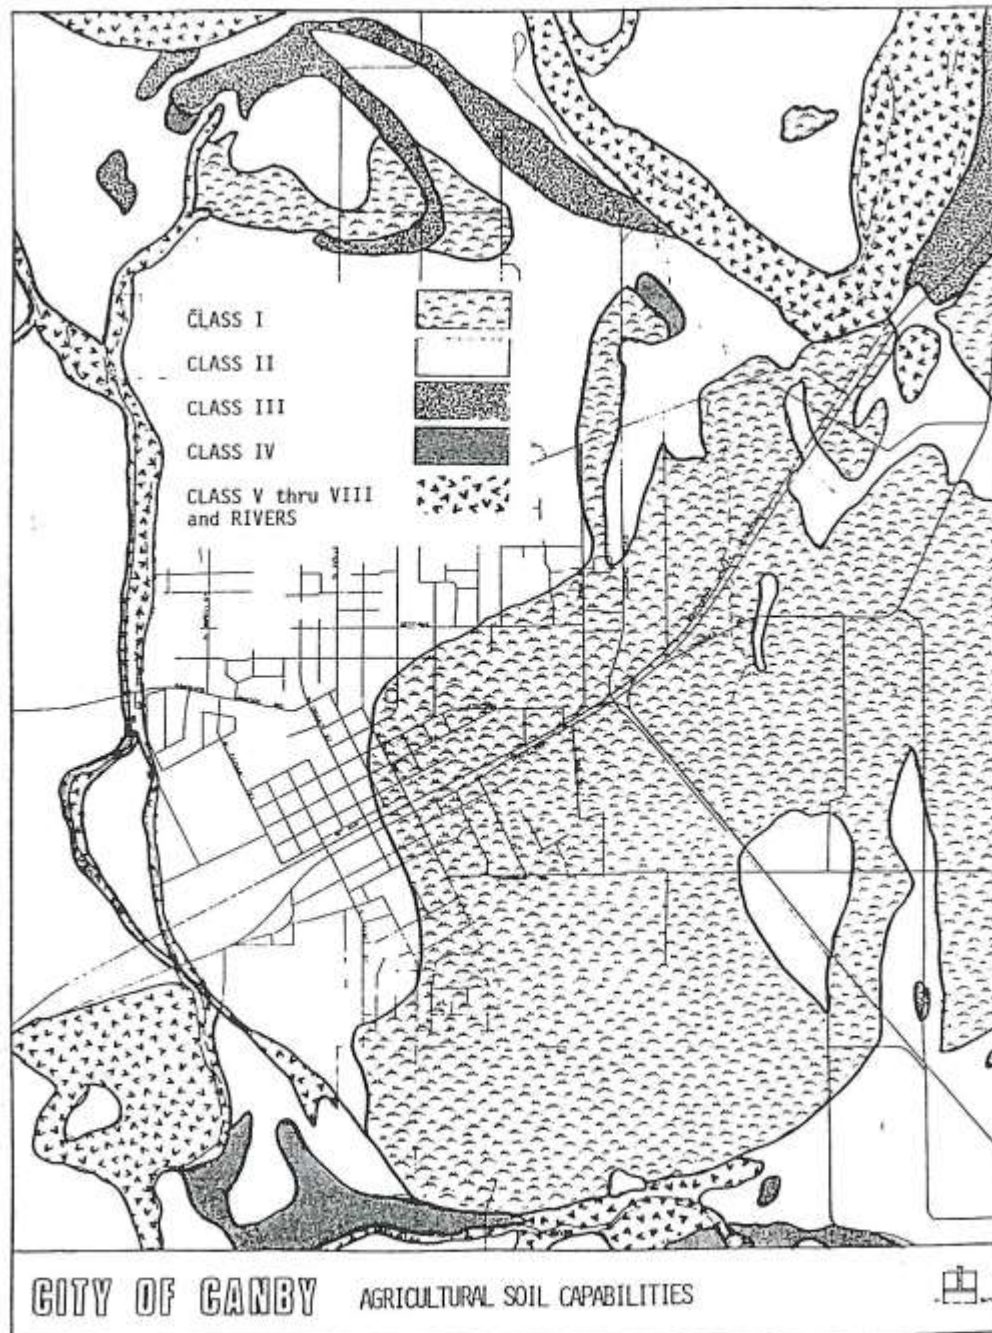 CLASS I
CLASS II
CLASS III
CLASS IV
CLASS V thru VIII
and RIVERS
CITY OF CANBY AGRICULTURAL SOIL CAPABILITIES